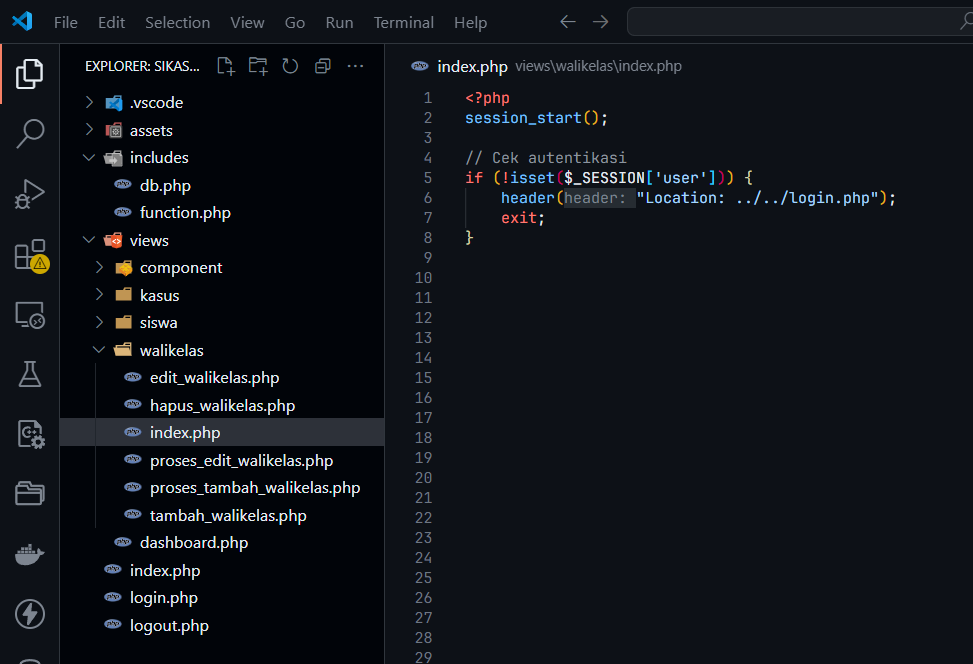 File Edit Selection View Go Run Terminal Help
EXPLORER: SIKAS...
.vscode
assets
includes
db.php
function.php
views
component
kasus
siswa
walikelas
edit_walikelas.php
hapus_walikelas.php
index.php
proses_edit_walikelas.php
proses_tambah_walikelas.php
tambah_walikelas.php
dashboard.php
index.php
login.php
logout.php
index.php views\walikelas\index.php
1 <?php
2 session_start();
3
4 // Cek autentikasi
5 if (!isset($_SESSION['user'])) {
6 header(header: "Location: ../../login.php");
7 exit;
8 }
9
10
11
12
13
14
15
16
17
18
19
20
21
22
23
24
25
26
27
28
29